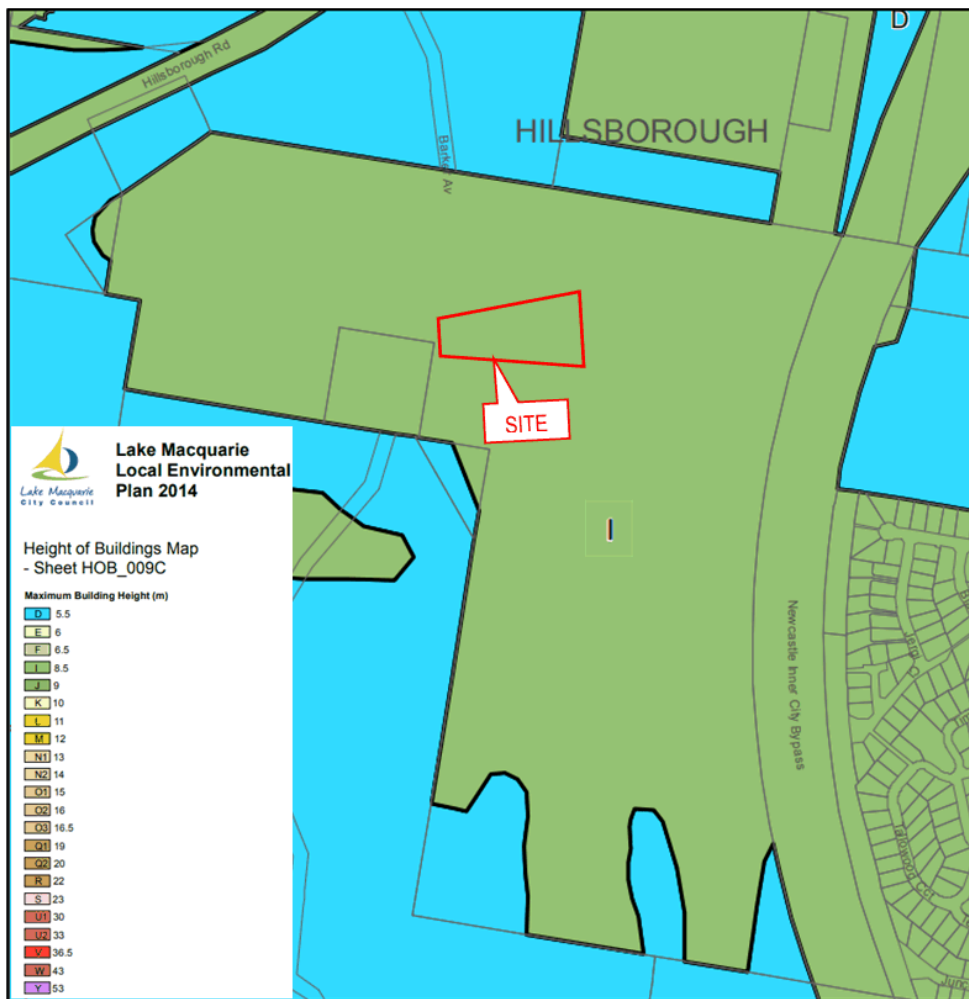 D
Hillsborough Rd
HILLSBOROUGH
Barker Av
SITE
I
Newcastle Inner City Bypass
Tallowood Cct
Lake Macquarie
City Council
Lake Macquarie
Local Environmental
Plan 2014
Height of Buildings Map
- Sheet HOB_009C
Maximum Building Height (m)
D 5.5
E 6
F 6.5
I 8.5
J 9
K 10
L 11
M 12
N1 13
N2 14
O1 15
O2 16
O3 16.5
Q1 19
Q2 20
R 22
S 23
U1 30
U2 33
V 36.5
W 43
Y 53